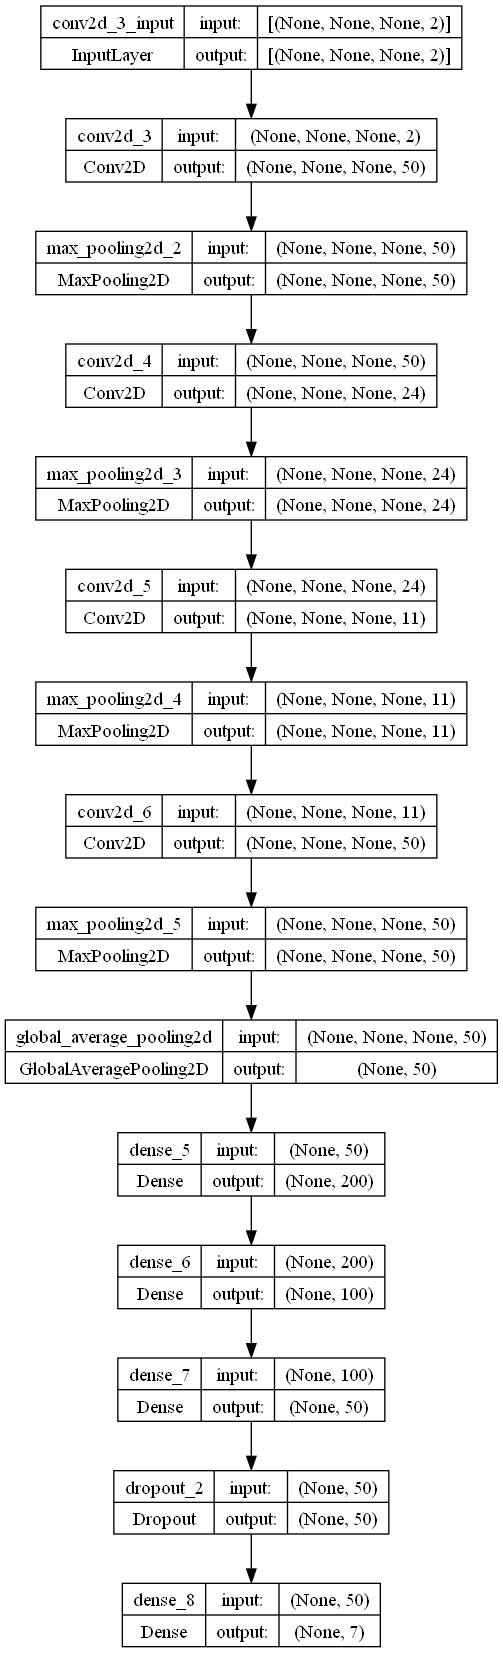 conv2d_3_input input: [(None, None, None, 2)]
InputLayer output: [(None, None, None, 2)]
conv2d_3 input: (None, None, None, 2)
Conv2D output: (None, None, None, 50)
max_pooling2d_2 input: (None, None, None, 50)
MaxPooling2D output: (None, None, None, 50)
conv2d_4 input: (None, None, None, 50)
Conv2D output: (None, None, None, 24)
max_pooling2d_3 input: (None, None, None, 24)
MaxPooling2D output: (None, None, None, 24)
conv2d_5 input: (None, None, None, 24)
Conv2D output: (None, None, None, 11)
max_pooling2d_4 input: (None, None, None, 11)
MaxPooling2D output: (None, None, None, 11)
conv2d_6 input: (None, None, None, 11)
Conv2D output: (None, None, None, 50)
max_pooling2d_5 input: (None, None, None, 50)
MaxPooling2D output: (None, None, None, 50)
global_average_pooling2d input: (None, None, None, 50)
GlobalAveragePooling2D output: (None, 50)
dense_5 input: (None, 50)
Dense output: (None, 200)
dense_6 input: (None, 200)
Dense output: (None, 100)
dense_7 input: (None, 100)
Dense output: (None, 50)
dropout_2 input: (None, 50)
Dropout output: (None, 50)
dense_8 input: (None, 50)
Dense output: (None, 7)